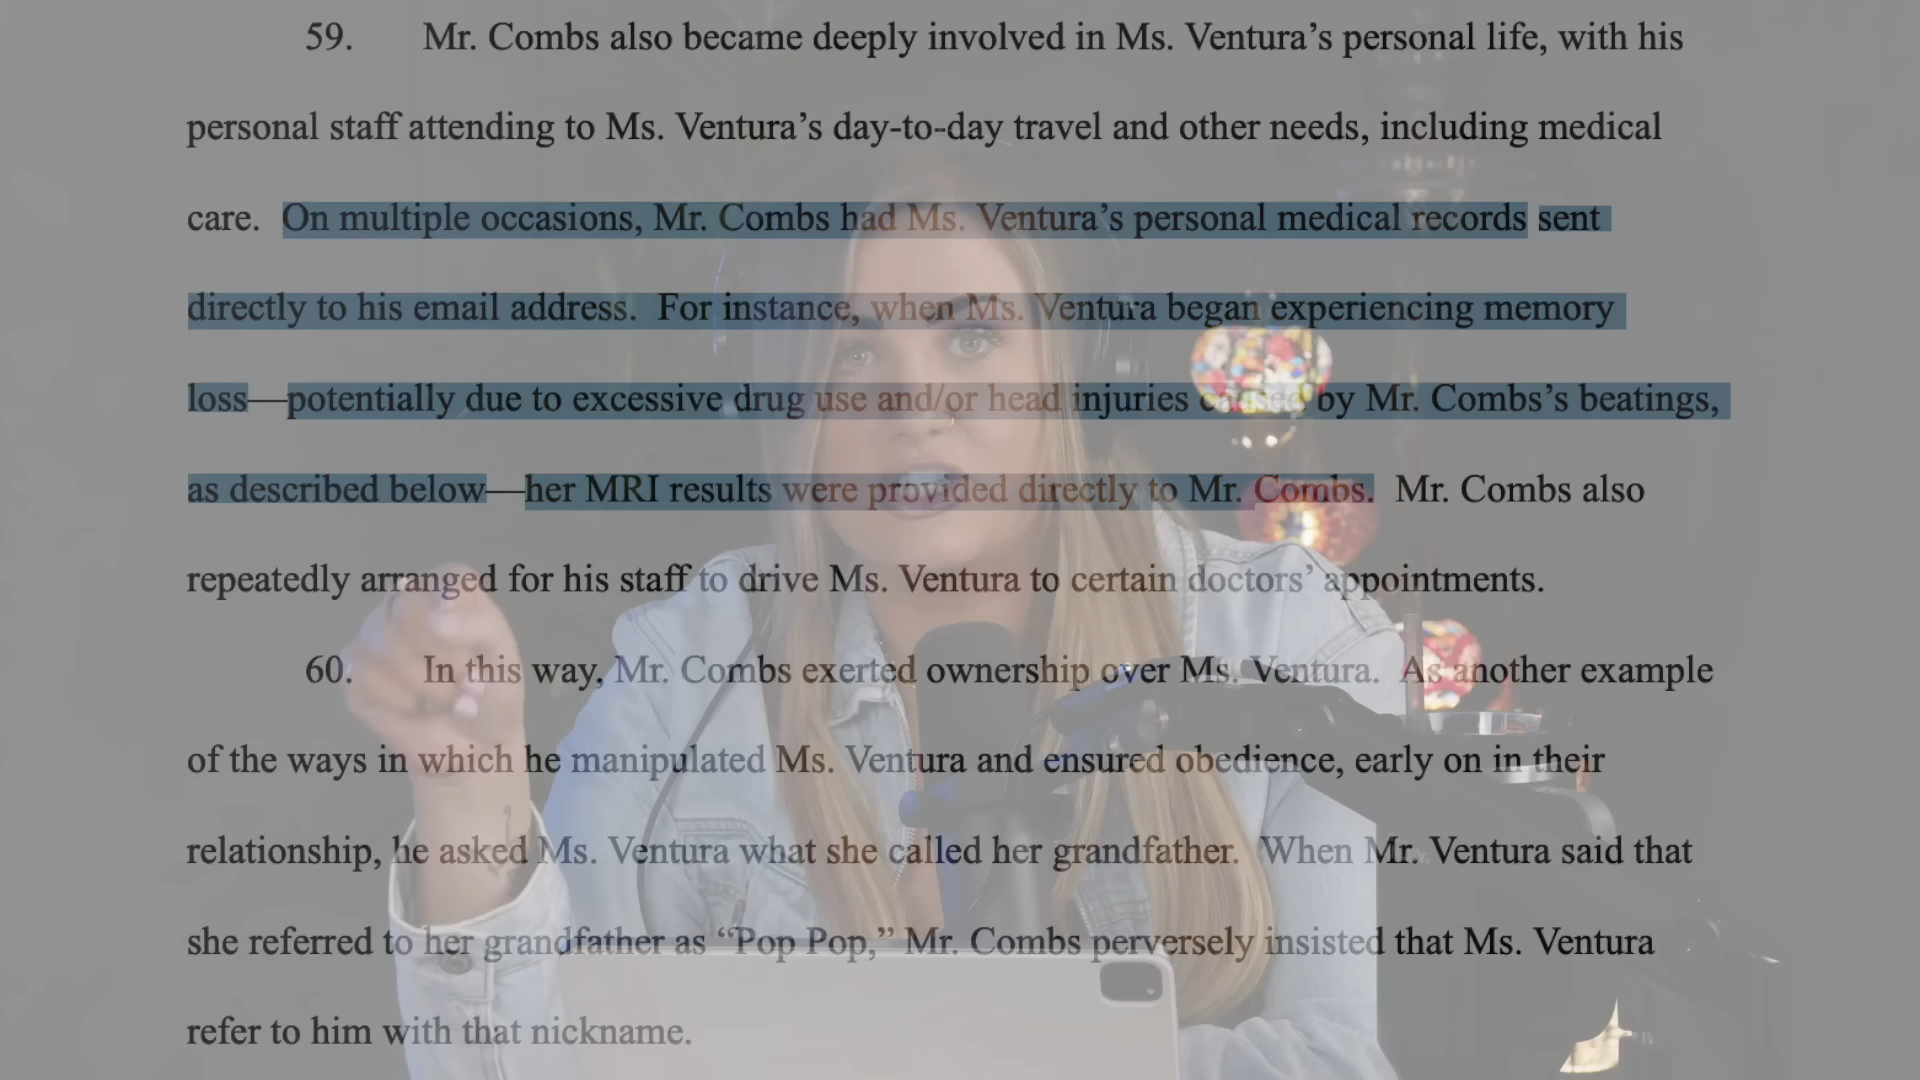 59. Mr. Combs also became deeply involved in Ms. Ventura’s personal life, with his
personal staff attending to Ms. Ventura’s day-to-day travel and other needs, including medical
care. On multiple occasions, Mr. Combs had Ms. Ventura’s personal medical records sent
directly to his email address. For instance, when Ms. Ventura began experiencing memory
loss—potentially due to excessive drug use and/or head injuries caused by Mr. Combs’s beatings,
as described below—her MRI results were provided directly to Mr. Combs. Mr. Combs also
repeatedly arranged for his staff to drive Ms. Ventura to certain doctors’ appointments.
60. In this way, Mr. Combs exerted ownership over Ms. Ventura. As another example
of the ways in which he manipulated Ms. Ventura and ensured obedience, early on in their
relationship, he asked Ms. Ventura what she called her grandfather. When Mr. Ventura said that
she referred to her grandfather as “Pop Pop,” Mr. Combs perversely insisted that Ms. Ventura
refer to him with that nickname.